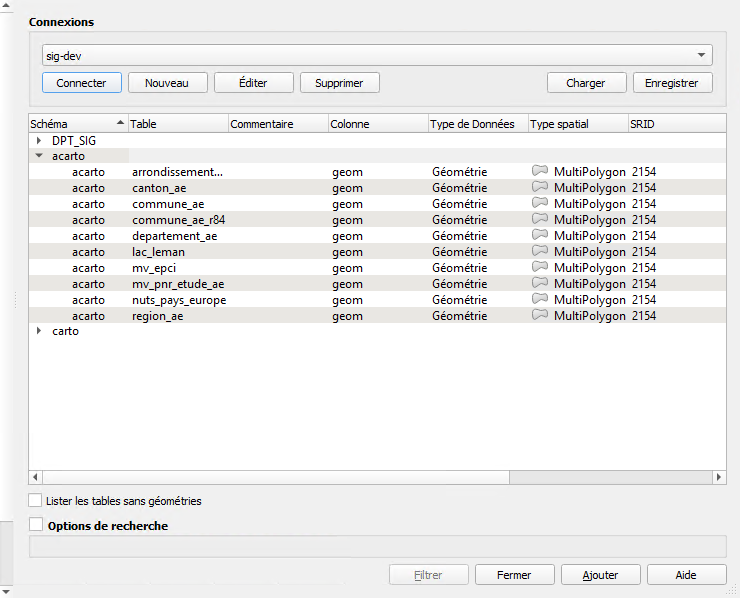 Connexions
sig-dev
Connecter Nouveau Éditer Supprimer Charger Enregistrer
Schéma Table Commentaire Colonne Type de Données Type spatial SRID
DPT_SIG
acarto
acarto arrondissement... geom Géométrie MultiPolygon 2154
acarto canton_ae geom Géométrie MultiPolygon 2154
acarto commune_ae geom Géométrie MultiPolygon 2154
acarto commune_ae_r84 geom Géométrie MultiPolygon 2154
acarto departement_ae geom Géométrie MultiPolygon 2154
acarto lac_leman geom Géométrie MultiPolygon 2154
acarto mv_epci geom Géométrie MultiPolygon 2154
acarto mv_pnr_etude_ae geom Géométrie MultiPolygon 2154
acarto nuts_pays_europe geom Géométrie MultiPolygon 2154
acarto region_ae geom Géométrie MultiPolygon 2154
carto
Lister les tables sans géométries
Options de recherche
Filtrer Fermer Ajouter Aide